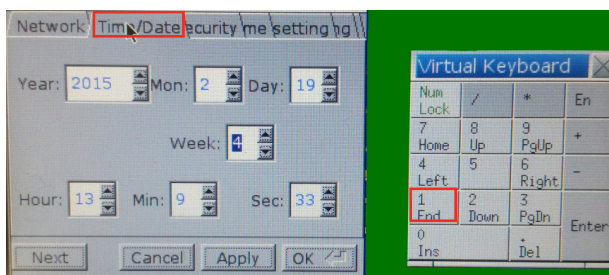 Network Time/Date ecurity me setting ng
Year: 2015 Mon: 2 Day: 19
Week: 4
Hour: 13 Min: 9 Sec: 33
Next Cancel Apply OK
Virtual Keyboard
Num Lock / * En
7 Home 8 Up 9 PgUp +
4 Left 5 6 Right -
1 End 2 Down 3 PgDn Enter
0 Ins . Del